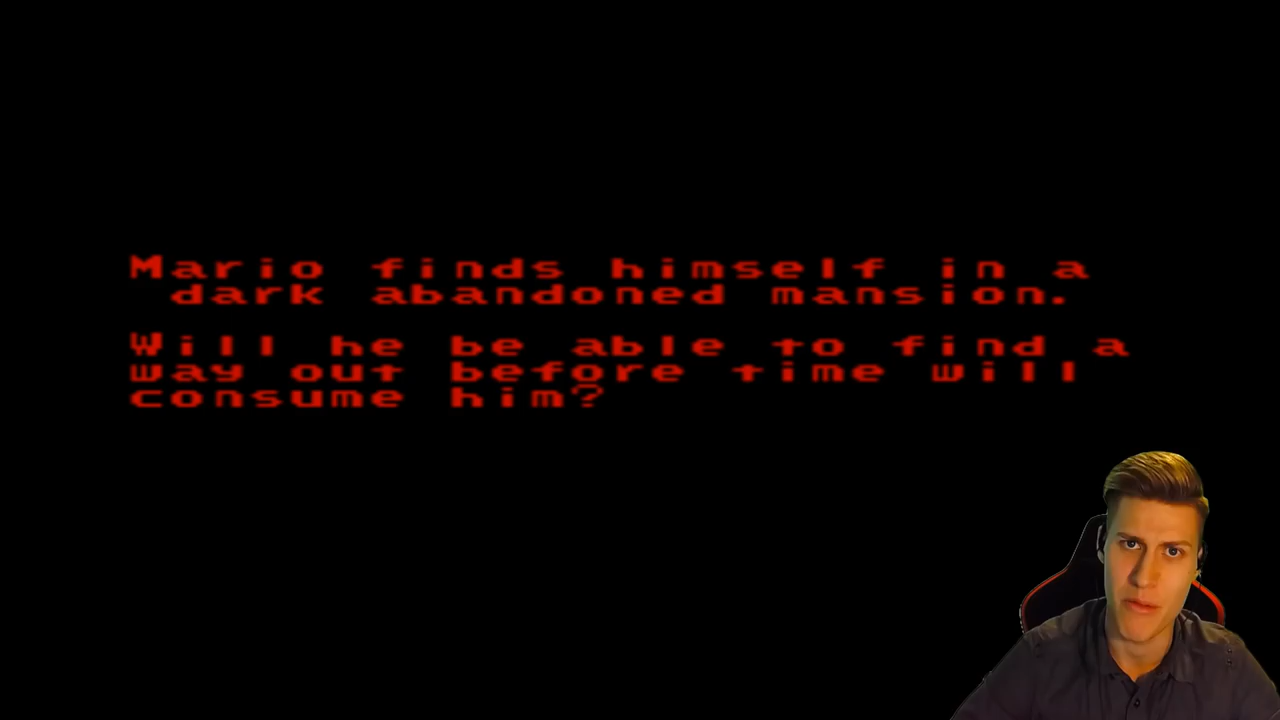 Mario finds himself in a
dark abandoned mansion.
Will he be able to find a
way out before time will
consume him?